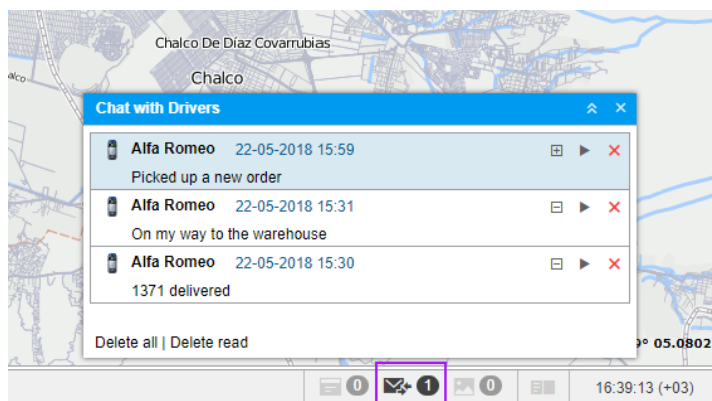 Chalco De Díaz Covarrubias
alco
Chalco
Chat with Drivers
Alfa Romeo 22-05-2018 15:59
Picked up a new order
Alfa Romeo 22-05-2018 15:31
On my way to the warehouse
Alfa Romeo 22-05-2018 15:30
1371 delivered
Delete all | Delete read
9° 05.0802
0 1 0 16:39:13 (+03)